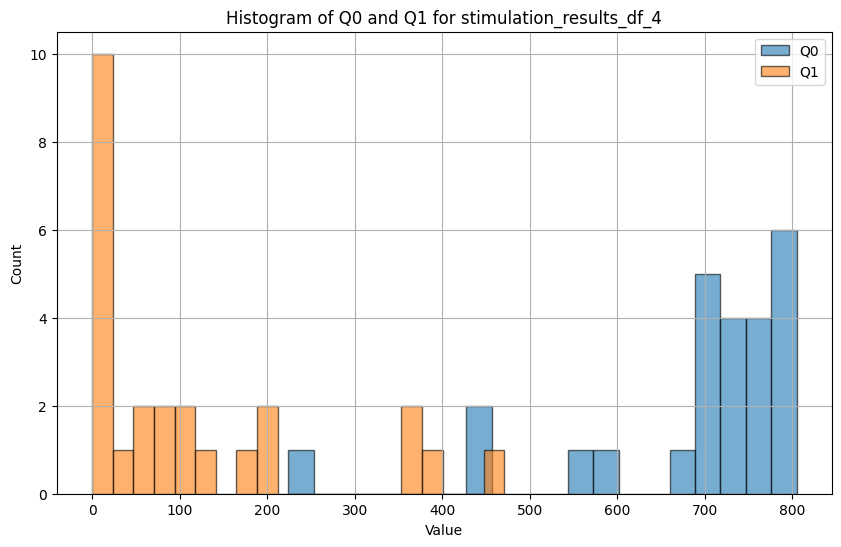 Histogram of Q0 and Q1 for stimulation_results_df_4
Q0
Q1
10
8
6
4
2
0
Count
0 100 200 300 400 500 600 700 800
Value